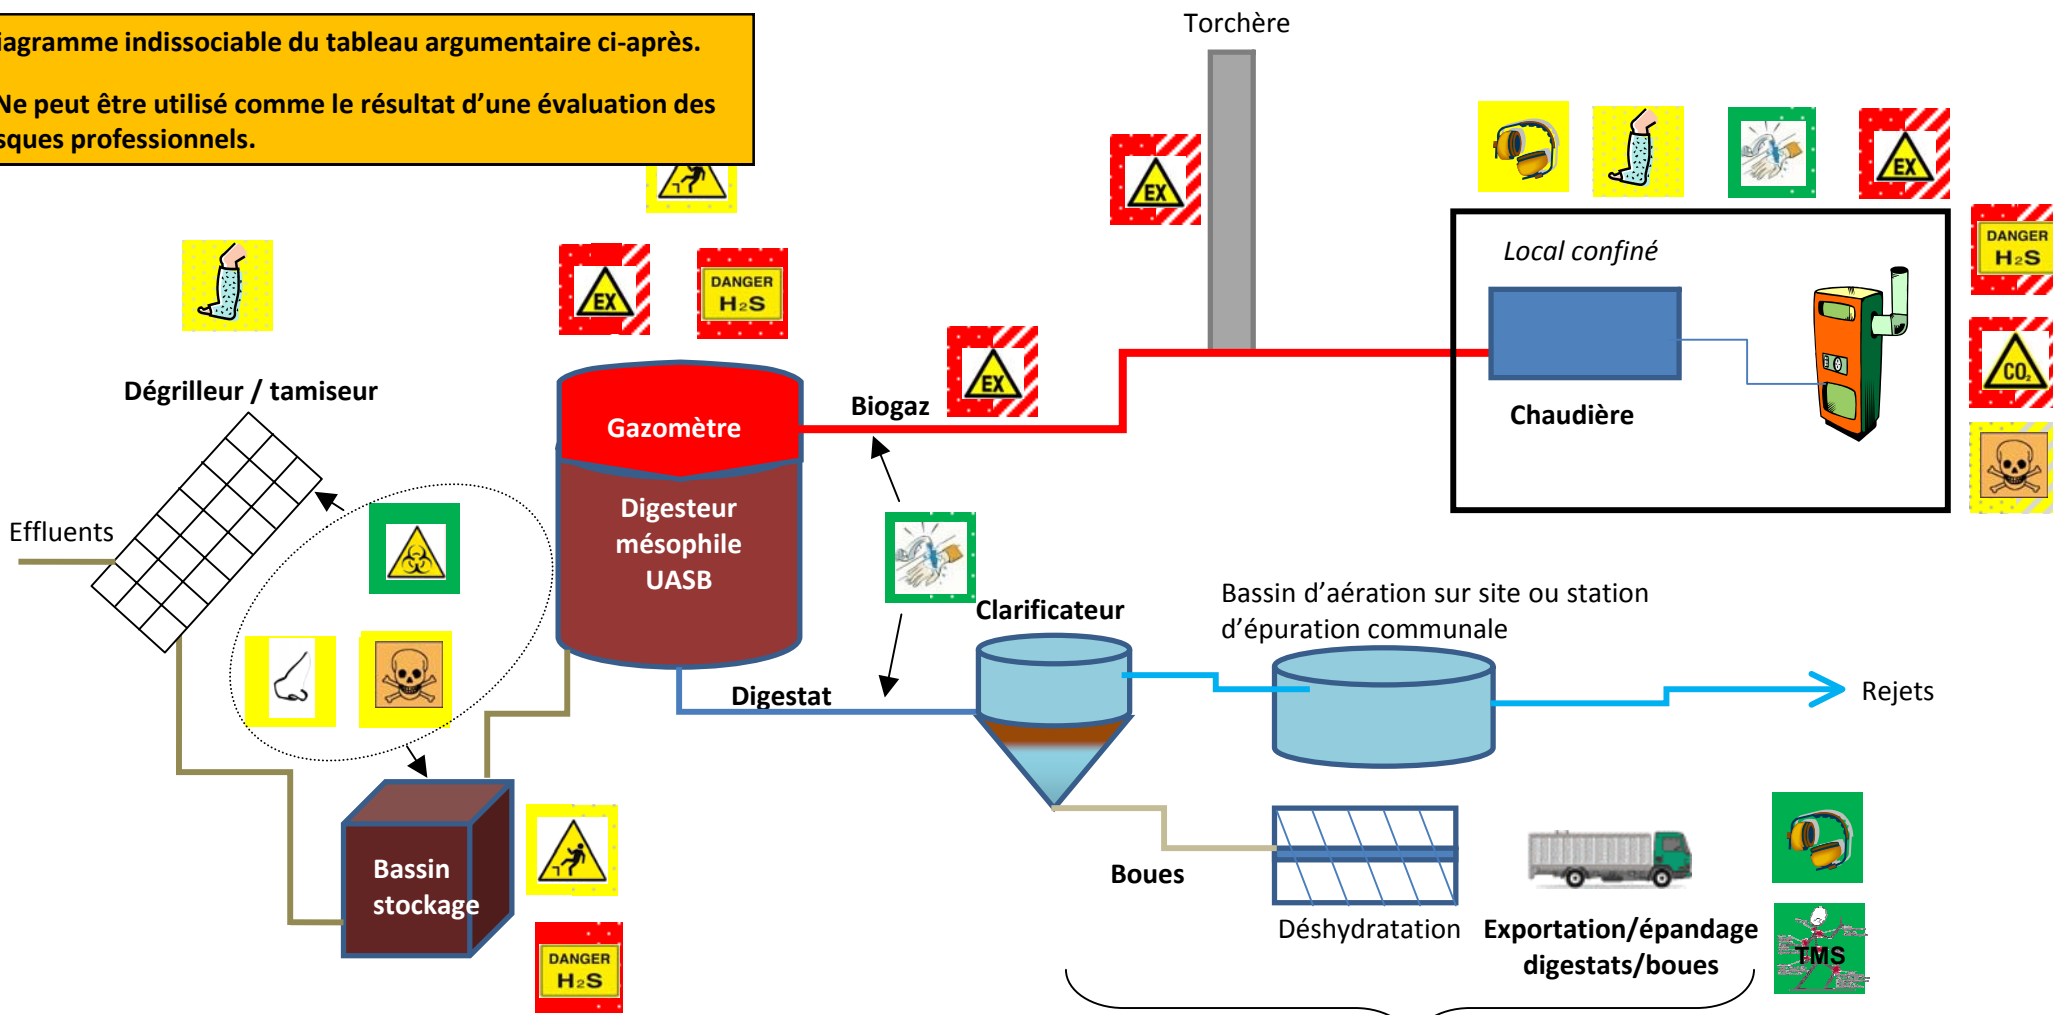 iagramme indissociable du tableau argumentaire ci-après.
Ne peut être utilisé comme le résultat d'une évaluation des
sques professionnels.
Torchère
EX
EX
DANGER
H₂S
Local confiné
EX
DANGER
H₂S
Dégrilleur / tamiseur
Biogaz
EX
CO₂
Gazomètre
Chaudière
Effluents
Digesteur
mésophile
UASB
Clarificateur
Bassin d'aération sur site ou station
d'épuration communale
Digestat
Rejets
Bassin
stockage
Boues
Déshydratation
Exportation/épandage
digestats/boues
TMS
DANGER
H₂S